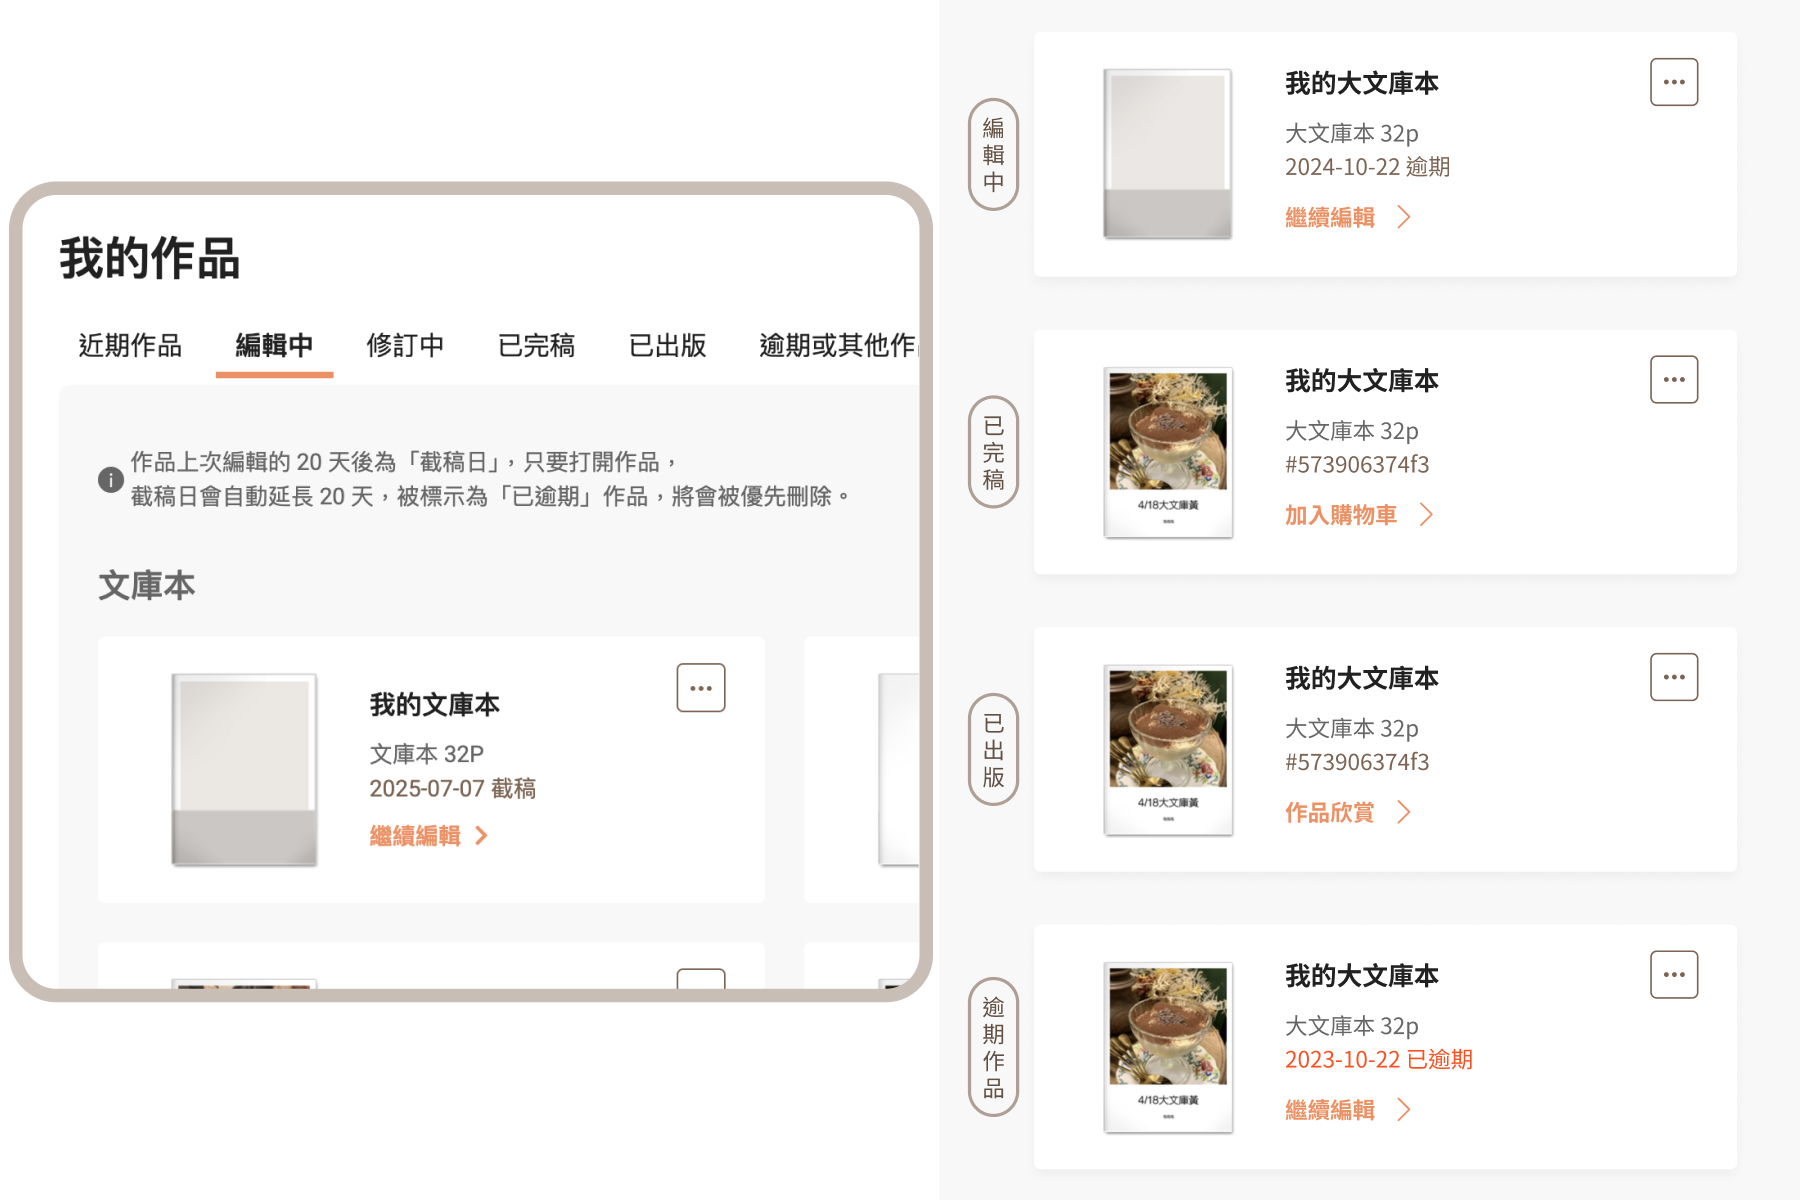 我的作品
近期作品 編輯中 修訂中 已完稿 已出版 逾期或其他作
作品上次編輯的 20 天後為「截稿日」，只要打開作品，
截稿日會自動延長 20 天，被標示為「已逾期」作品，將會被優先刪除。
文庫本
我的文庫本
文庫本 32P
2025-07-07 截稿
繼續編輯
編輯中
我的大文庫本
大文庫本 32p
2024-10-22 逾期
繼續編輯
已完稿
4/18大文庫黃
我的大文庫本
大文庫本 32p
#573906374f3
加入購物車
已出版
4/18大文庫黃
我的大文庫本
大文庫本 32p
#573906374f3
作品欣賞
逾期作品
4/18大文庫黃
我的大文庫本
大文庫本 32p
2023-10-22 已逾期
繼續編輯